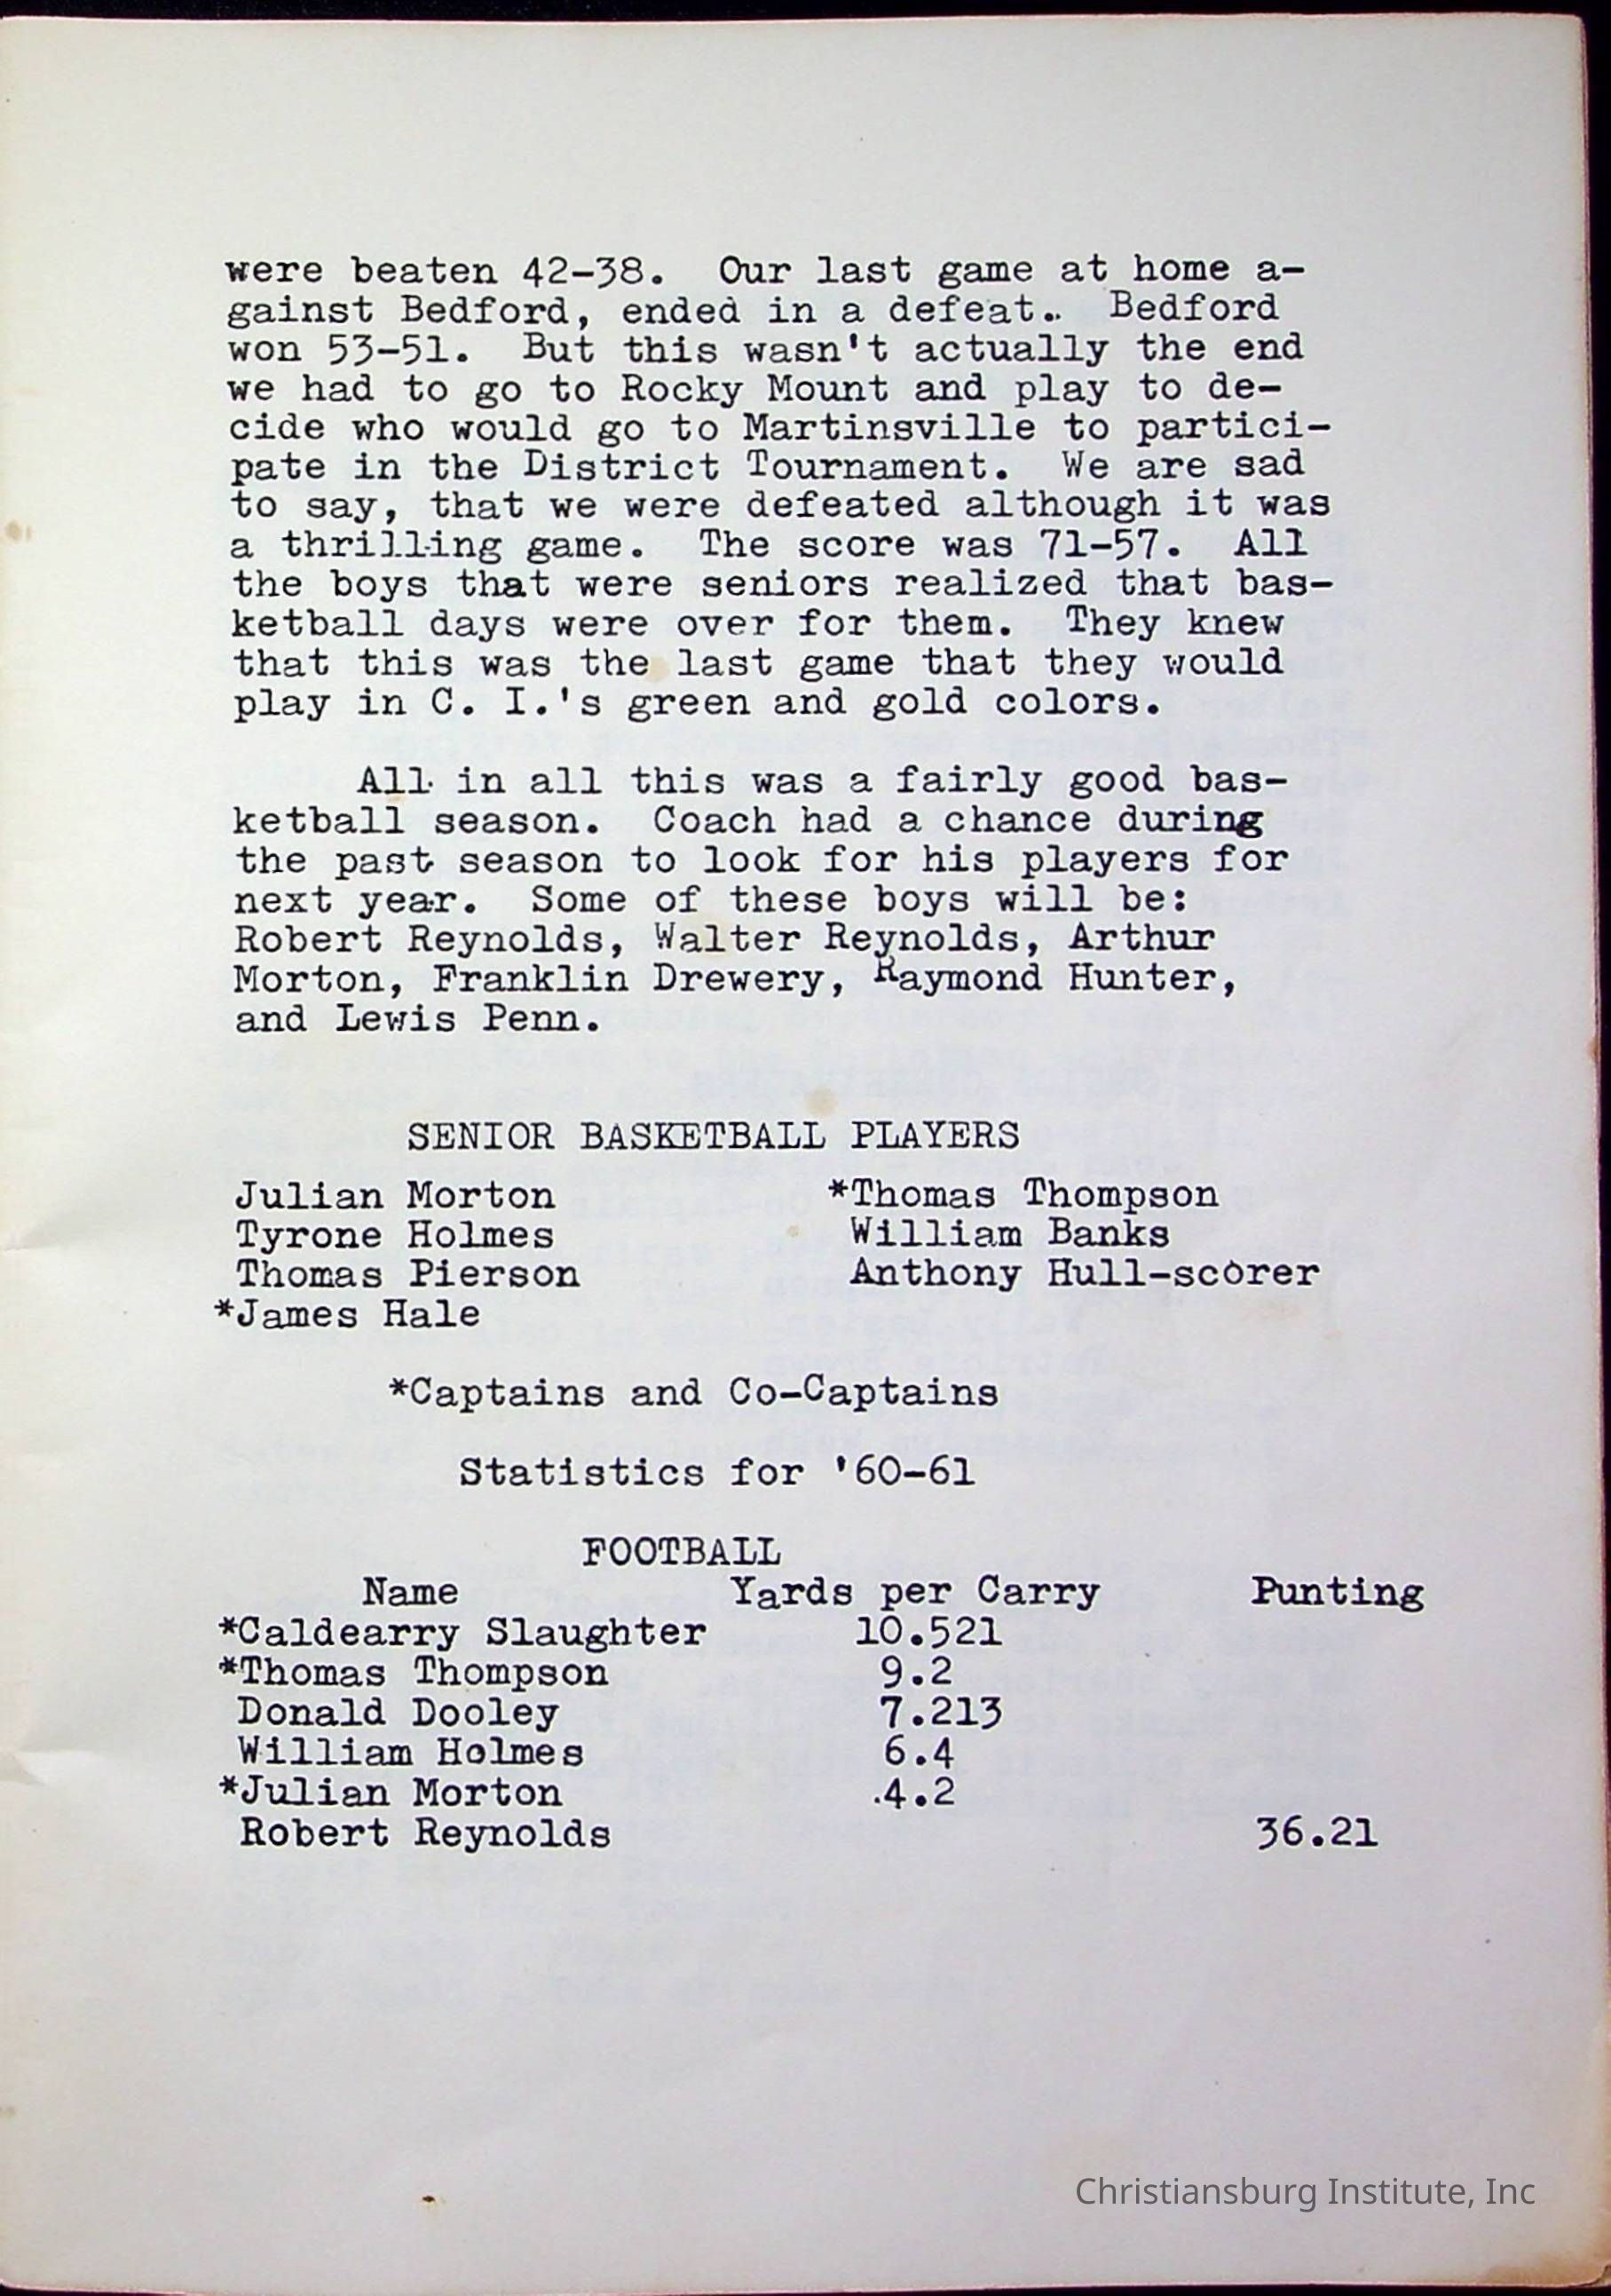 were beaten 42-38. Our last game at home a-
gainst Bedford, ended in a defeat.. Bedford
won 53-51. But this wasn't actually the end
we had to go to Rocky Mount and play to de-
cide who would go to Martinsville to partici-
pate in the District Tournament. We are sad
to say, that we were defeated although it was
a thrilling game. The score was 71-57. All
the boys that were seniors realized that bas-
ketball days were over for them. They knew
that this was the last game that they would
play in C. I.'s green and gold colors.
All in all this was a fairly good bas-
ketball season. Coach had a chance during
the past season to look for his players for
next year. Some of these boys will be:
Robert Reynolds, Walter Reynolds, Arthur
Morton, Franklin Drewery, Raymond Hunter,
and Lewis Penn.
SENIOR BASKETBALL PLAYERS
Julian Morton *Thomas Thompson
Tyrone Holmes William Banks
Thomas Pierson Anthony Hull-scorer
*James Hale
*Captains and Co-Captains
Statistics for '60-61
FOOTBALL
Name Yards per Carry Punting
*Caldearry Slaughter 10.521
*Thomas Thompson 9.2
Donald Dooley 7.213
William Holmes 6.4
*Julian Morton .4.2
Robert Reynolds 36.21
Christiansburg Institute, Inc